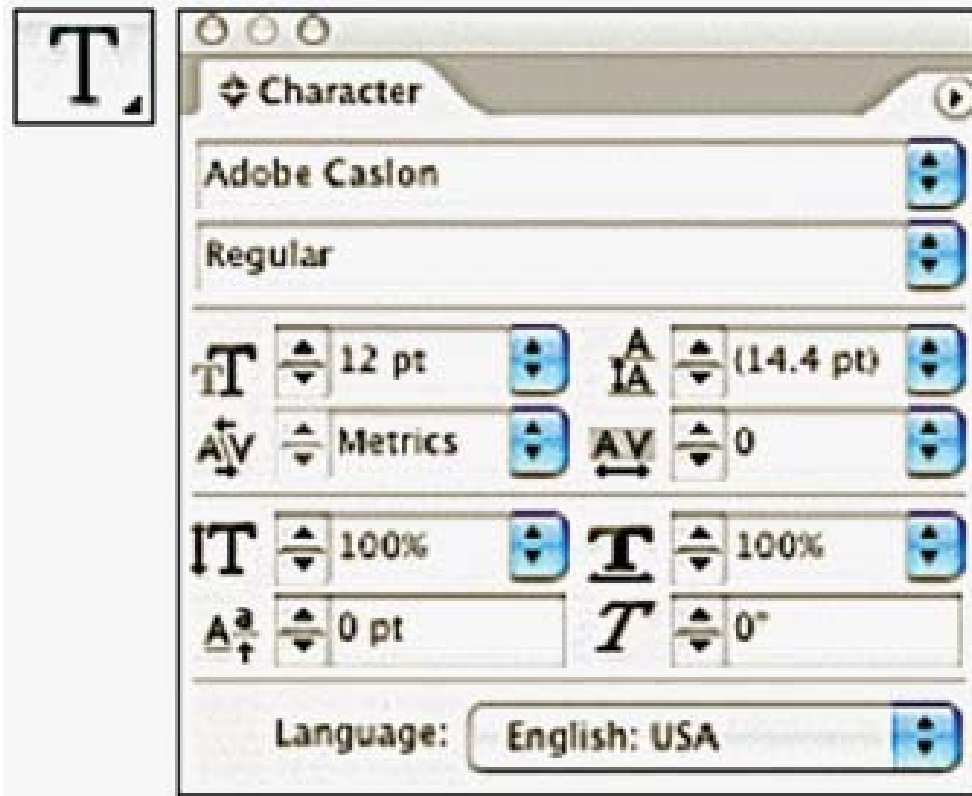 T
Character
Adobe Caslon
Regular
12 pt (14.4 pt)
Metrics 0
100% 100%
0 pt 0°
Language: English: USA